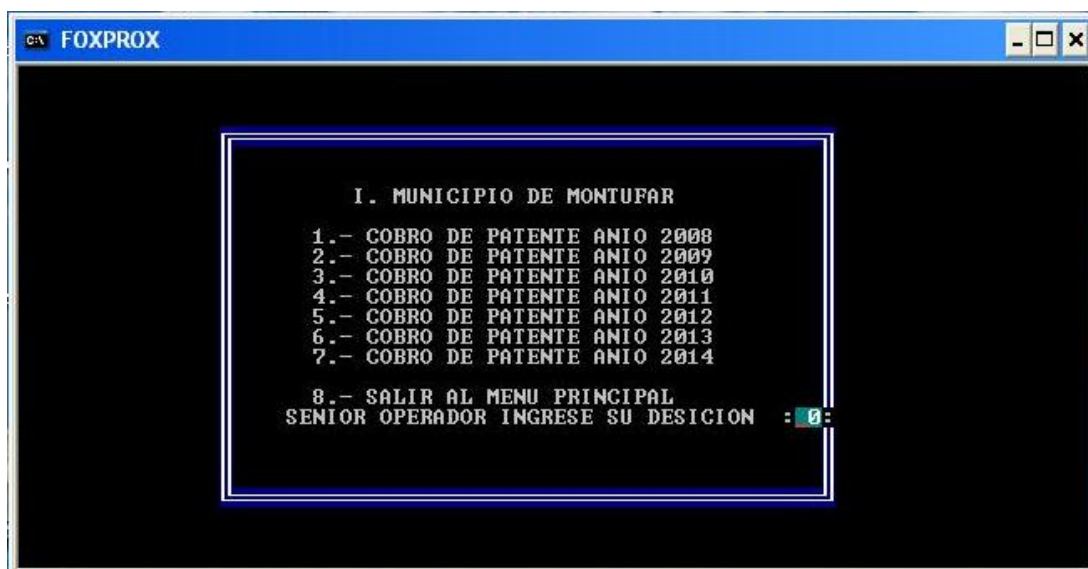 FOXPROX
I. MUNICIPIO DE MONTUFAR
1.- COBRO DE PATENTE ANIO 2008
2.- COBRO DE PATENTE ANIO 2009
3.- COBRO DE PATENTE ANIO 2010
4.- COBRO DE PATENTE ANIO 2011
5.- COBRO DE PATENTE ANIO 2012
6.- COBRO DE PATENTE ANIO 2013
7.- COBRO DE PATENTE ANIO 2014
8.- SALIR AL MENU PRINCIPAL
SENIOR OPERADOR INGRESE SU DESICION : 0: